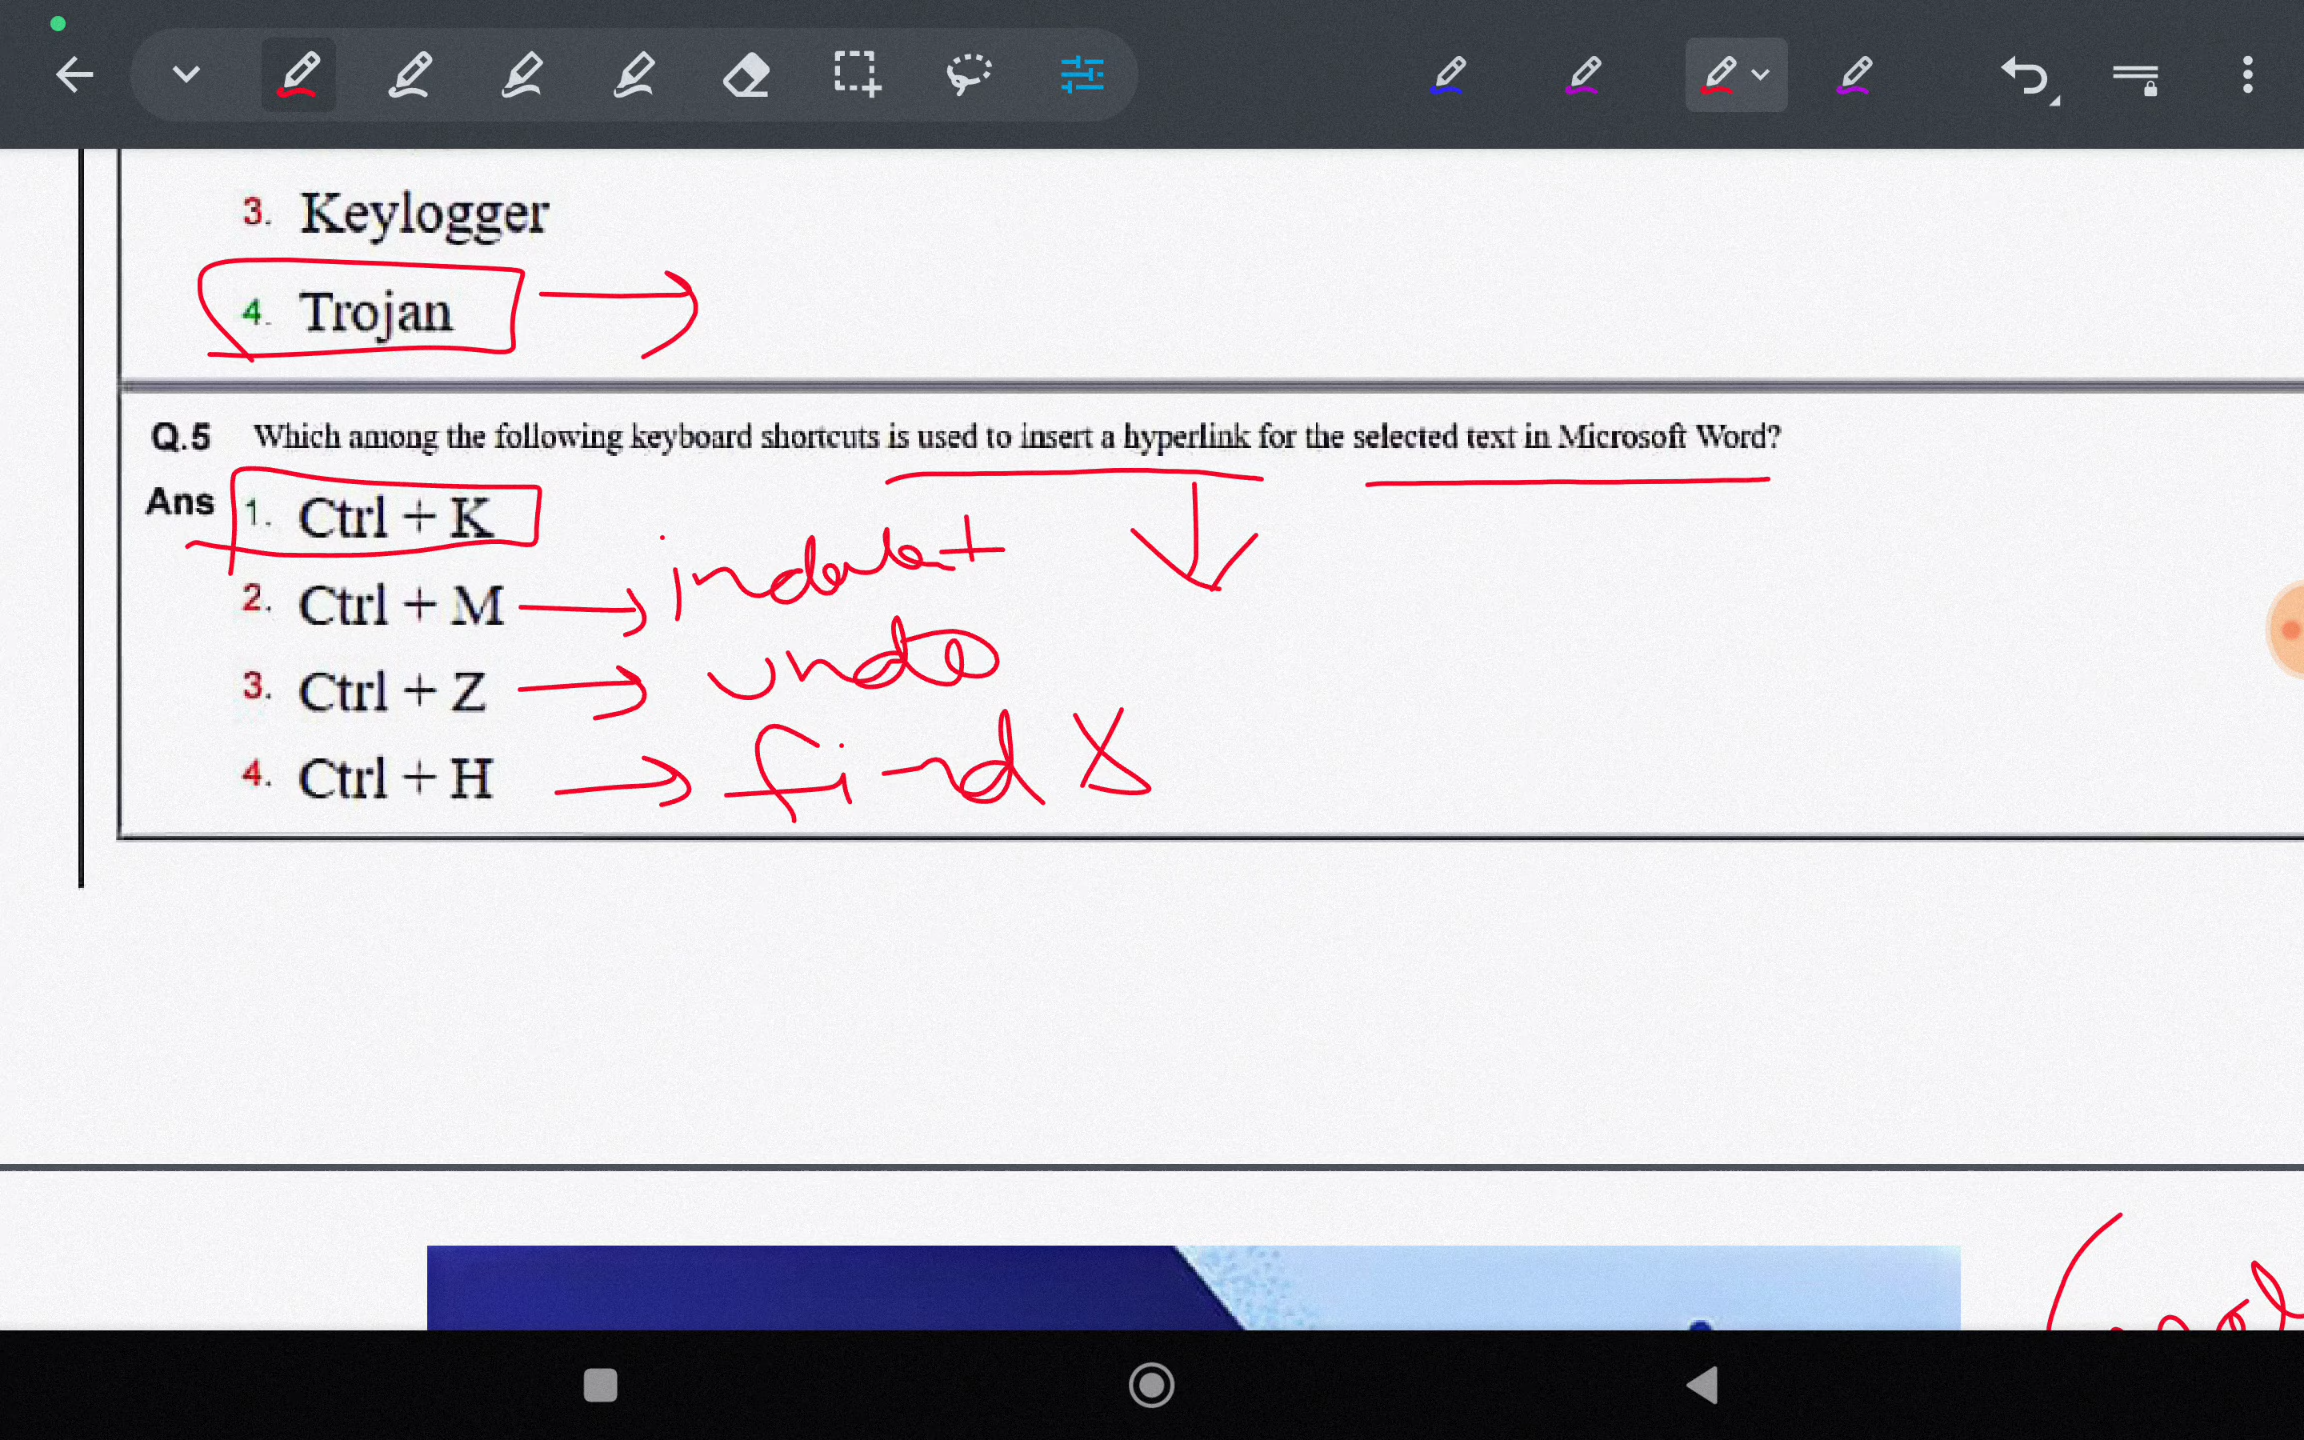 3. Keylogger
4. Trojan
Q.5 Which among the following keyboard shortcuts is used to insert a hyperlink for the selected text in Microsoft Word?
Ans 1. Ctrl + K
2. Ctrl + M → indent
3. Ctrl + Z → undo
4. Ctrl + H → find &